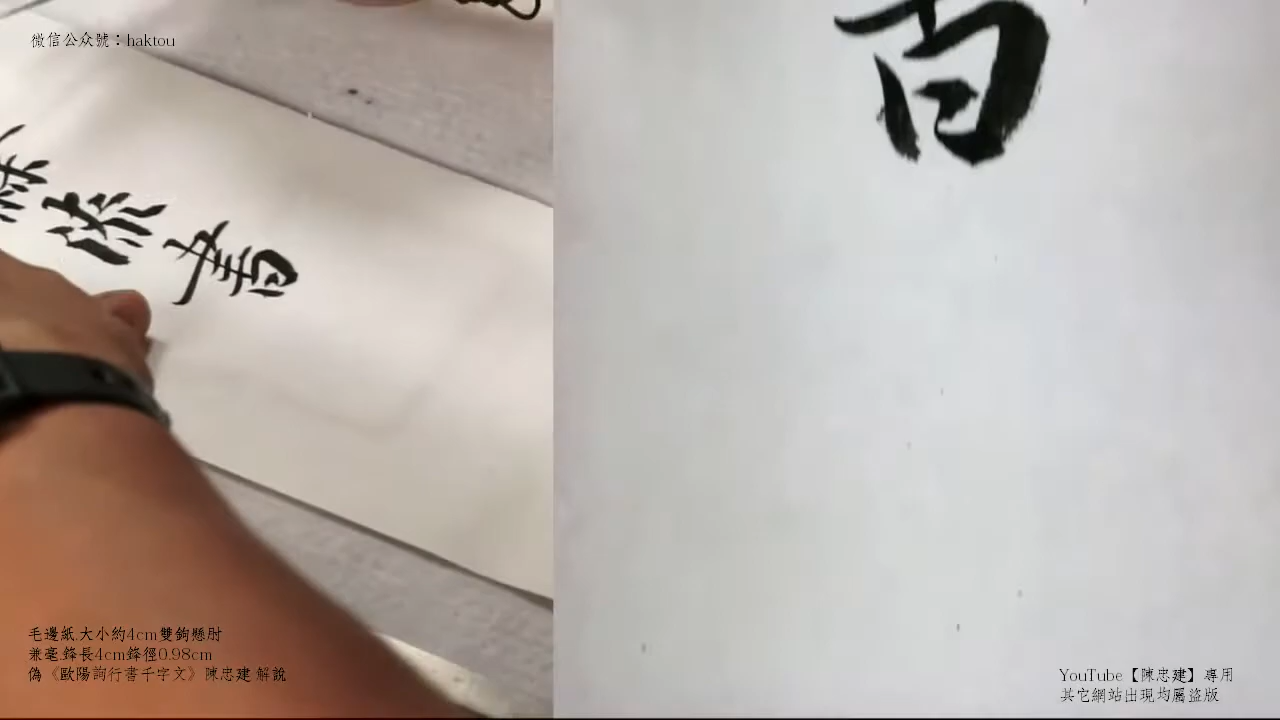 微信公众號：haktou
毛邊紙.大小約4cm雙鉤懸肘
兼毫.鋒長4cm鋒徑0.98cm
偽《歐陽詢行書千字文》陳忠建.解說
YouTube【陳忠建】專用
其它網站出現均屬盜版